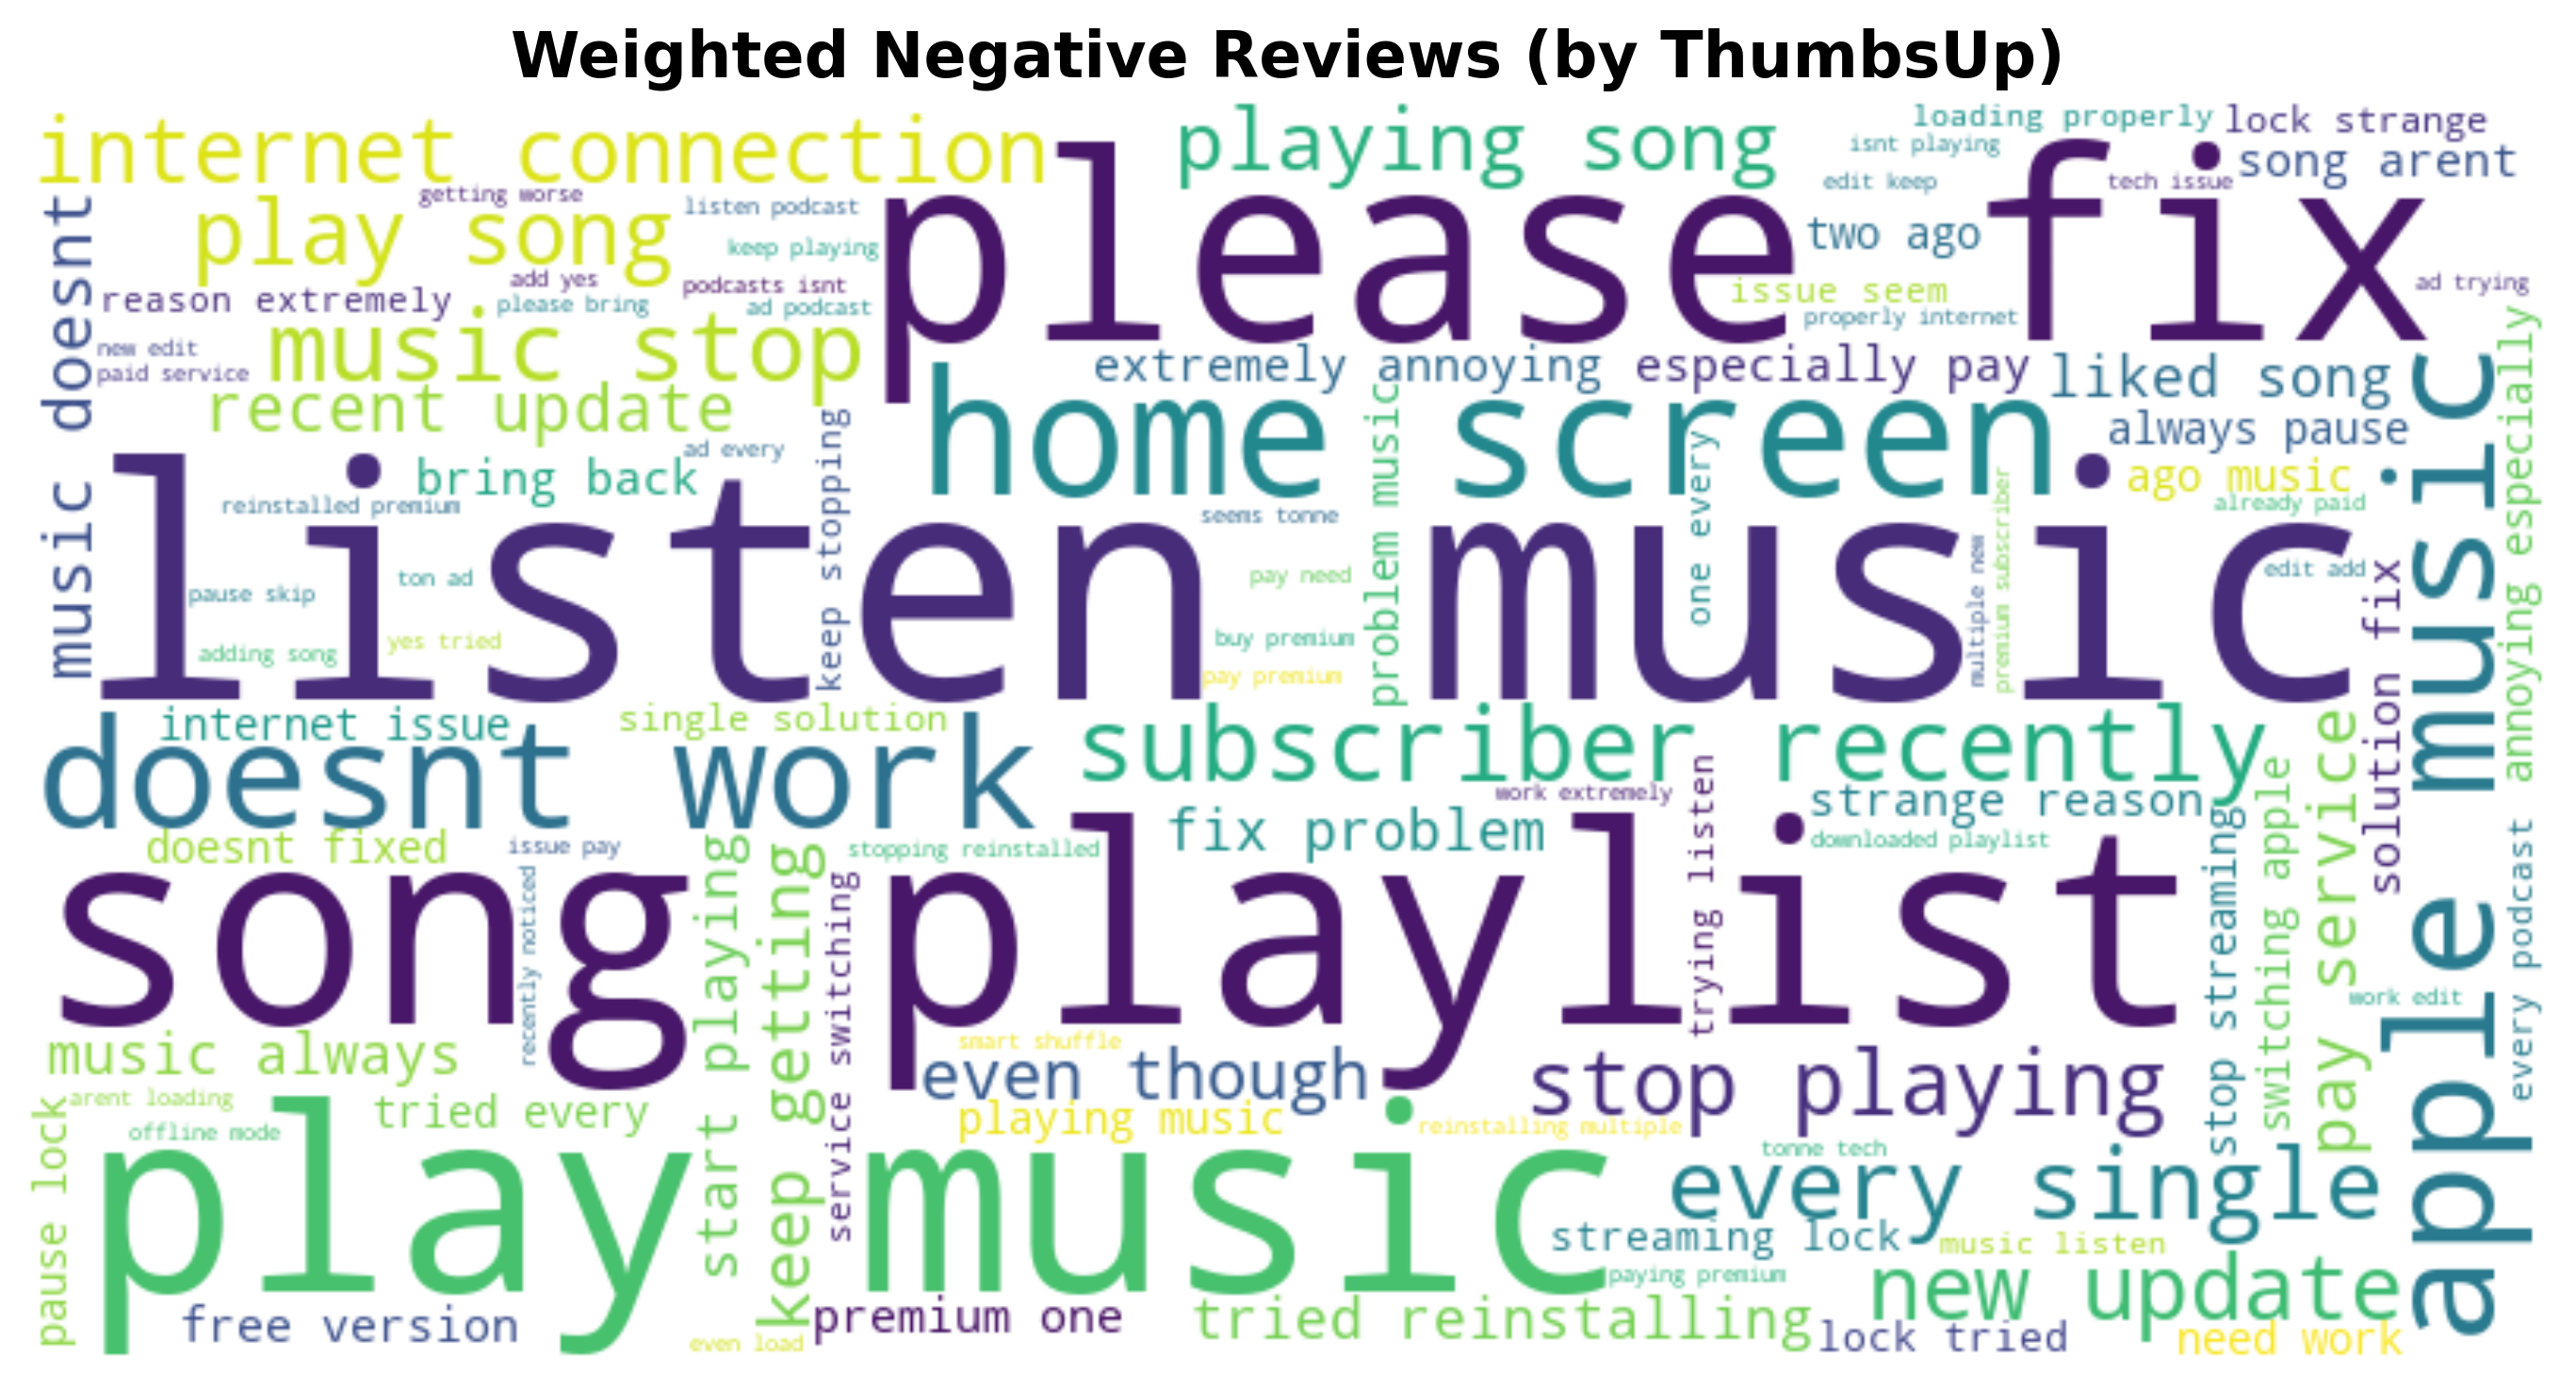 Weighted Negative Reviews (by ThumbsUp)
internet connection
playing song
loading properly
lock strange
isnt playing
song arent
please fix
getting worse
edit keep
tech issue
play song
listen podcast
two ago
keep playing
music doesnt
add yes
podcasts isnt
ad trying
reason extremely
please bring
ad podcast
issue seem
properly internet
music stop
new edit
paid service
extremely annoying
especially pay
liked song
recent update
home screen
always pause
ad every
bring back
ago music
listen music
reinstalled premium
keep stopping
seems tonne
problem music
one every
already paid
apple music
annoying especially
pause skip
ton ad
pay need
multiple new
premium subscriber
edit add
solution fix
adding song
yes tried
buy premium
pay premium
internet issue
single solution
subscriber recently
doesnt work
work extremely
strange reason
doesnt fixed
issue pay
stopping reinstalled
fix problem
downloaded playlist
song playlist
recently noticed
start playing
keep getting
service switching
trying listen
stop streaming
switching apple
pay service
work edit
every podcast
music always
smart shuffle
even though
stop playing
arent loading
tried every
playing music
reinstalling multiple
offline mode
pause lock
play music
tonne tech
every single
streaming lock
music listen
paying premium
new update
free version
premium one
tried reinstalling
even load
lock tried
need work